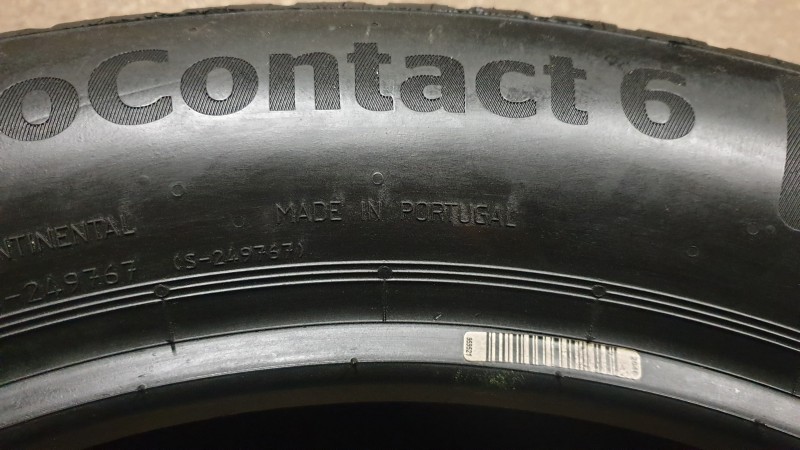 oContact 6
MADE IN PORTUGAL
NTINENTAL
-249767 (S-249767)